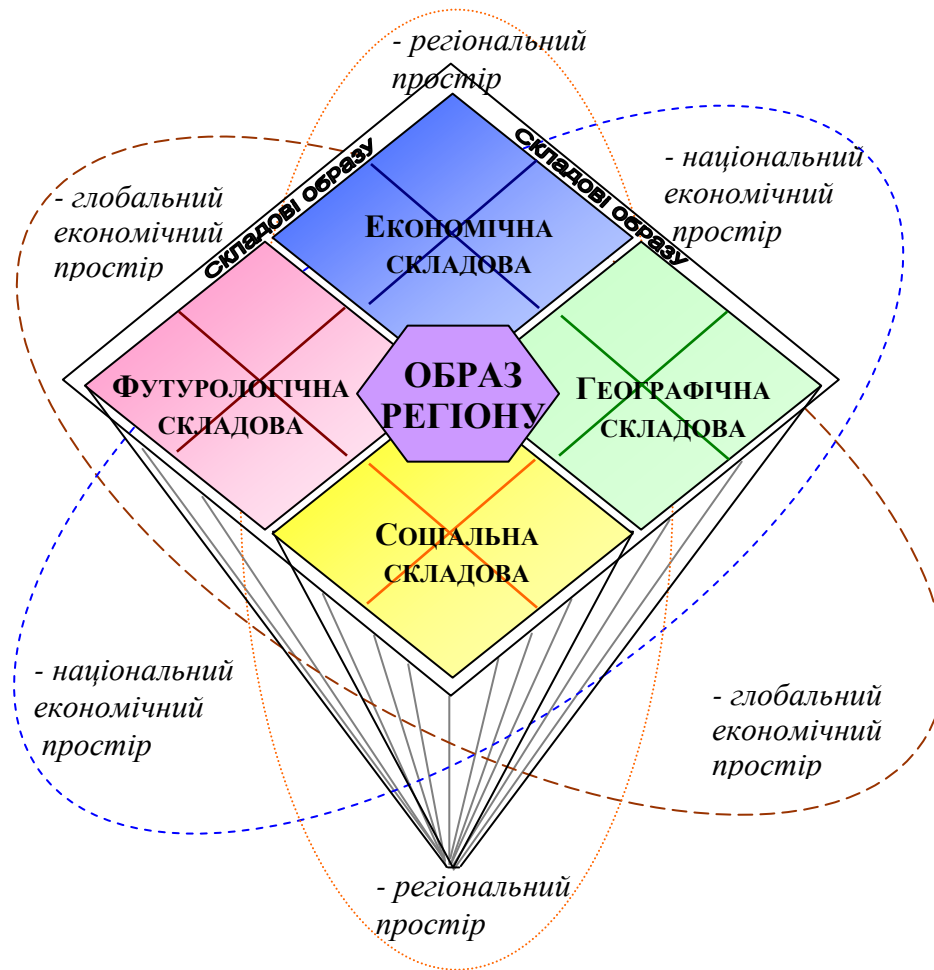 - регіональний
простір
складові образу
складові образу
- національний
економічний
простір
- глобальний
економічний
простір
Економічна
складова
Футурологічна
складова
ОБРАЗ
РЕГІОНУ
Географічна
складова
Соціальна
складова
- національний
економічний
простір
- глобальний
економічний
простір
- регіональний
простір